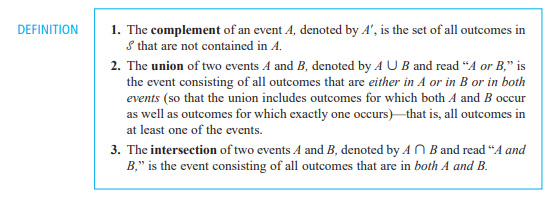 DEFINITION
1. The complement of an event A, denoted by A′, is the set of all outcomes in
𝒮 that are not contained in A.
2. The union of two events A and B, denoted by A ∪ B and read “A or B,” is
the event consisting of all outcomes that are either in A or in B or in both
events (so that the union includes outcomes for which both A and B occur
as well as outcomes for which exactly one occurs)—that is, all outcomes in
at least one of the events.
3. The intersection of two events A and B, denoted by A ∩ B and read “A and
B,” is the event consisting of all outcomes that are in both A and B.